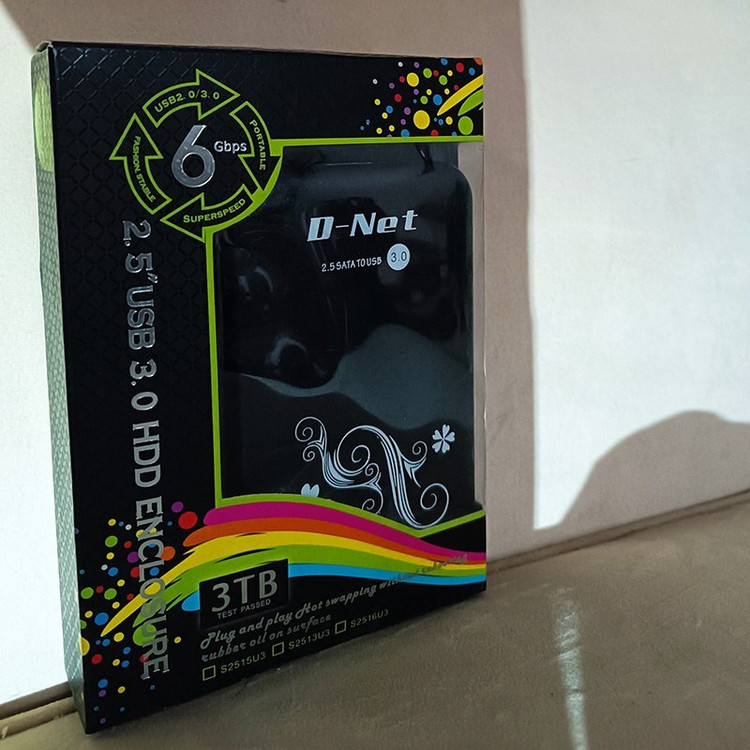 USB2.0/3.0
PORTABLE
SUPERSPEED
FASHION STABLE
6 Gbps
2.5" USB 3.0 HDD ENCLOSURE
D-Net
2.5 SATA TO USB 3.0
3TB
TEST PASSED
Plug and play Hot swapping without rebooting
rubber oil on surface
S2515U3 S2513U3 S2516U3